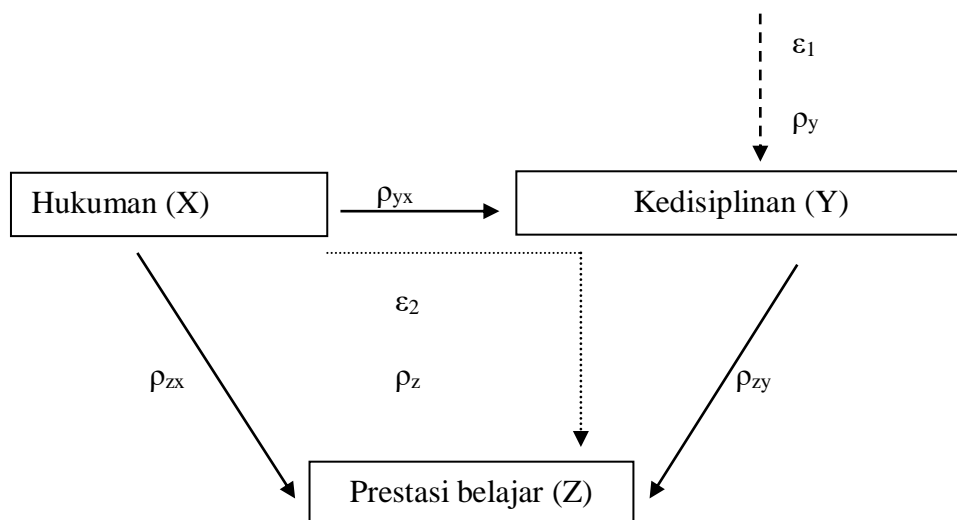 ε₁
ρy
Hukuman (X)
ρyx
Kedisiplinan (Y)
ε₂
ρzx
ρz
ρzy
Prestasi belajar (Z)